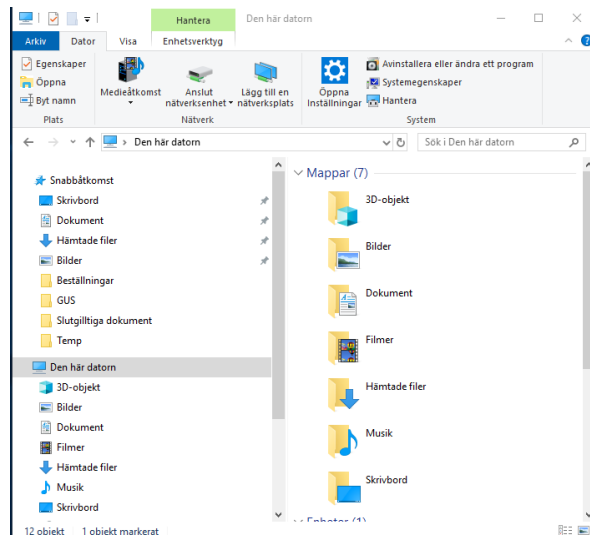 Hantera
Den här datorn
Arkiv
Dator
Visa
Enhetsverktyg
Egenskaper
Öppna
Byt namn
Plats
Medieåtkomst
Anslut
nätverksenhet
Lägg till en
nätverksplats
Nätverk
Öppna
Inställningar
Avinstallera eller ändra ett program
Systemegenskaper
Hantera
System
Den här datorn
Sök i Den här datorn
Snabbåtkomst
Skrivbord
Dokument
Hämtade filer
Bilder
Beställningar
GUS
Slutgilltiga dokument
Temp
Den här datorn
3D-objekt
Bilder
Dokument
Filmer
Hämtade filer
Musik
Skrivbord
Mappar (7)
3D-objekt
Bilder
Dokument
Filmer
Hämtade filer
Musik
Skrivbord
Enheter (1)
12 objekt
1 objekt markerat